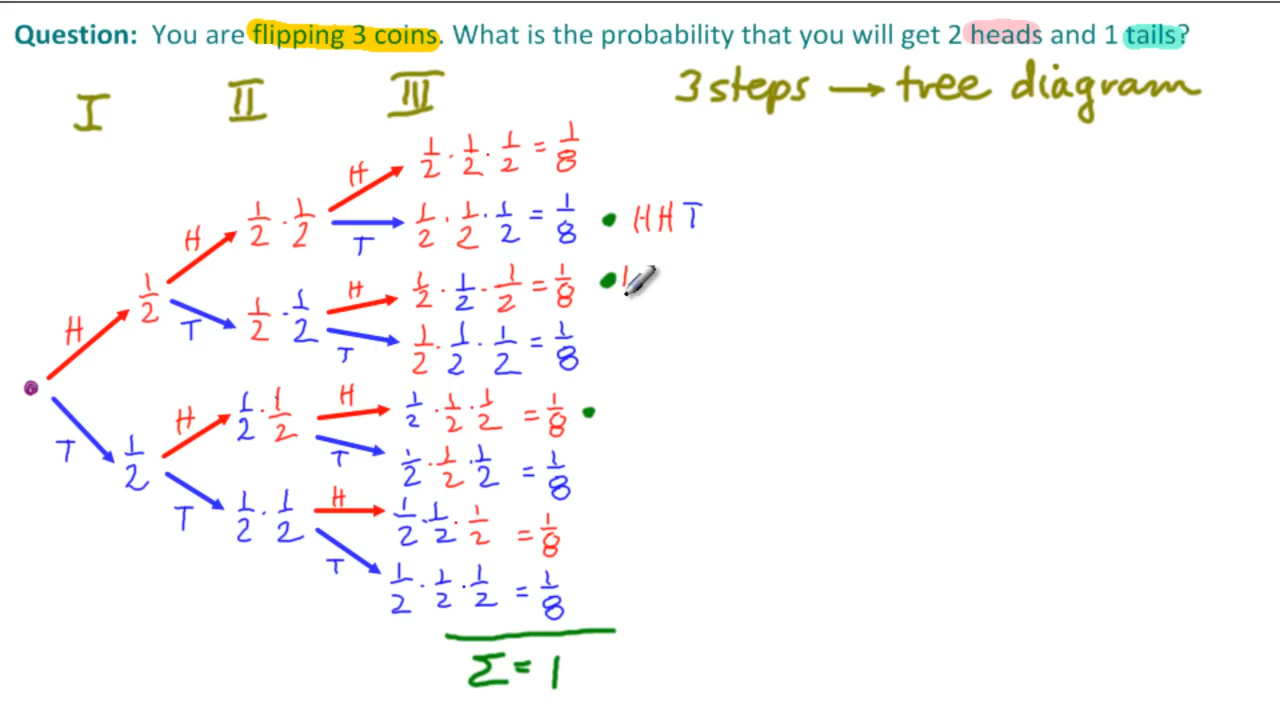 Question: You are flipping 3 coins. What is the probability that you will get 2 heads and 1 tails?
I II III 3 steps → tree diagram
H 1/2 · 1/2 · 1/2 = 1/8
H 1/2 · 1/2 T 1/2 · 1/2 · 1/2 = 1/8 • H H T
H 1/2 T 1/2 · 1/2 H 1/2 · 1/2 · 1/2 = 1/8 •
T 1/2 · 1/2 · 1/2 = 1/8
T 1/2 H 1/2 · 1/2 H 1/2 · 1/2 · 1/2 = 1/8 •
T 1/2 · 1/2 · 1/2 = 1/8
T 1/2 · 1/2 H 1/2 · 1/2 · 1/2 = 1/8
T 1/2 · 1/2 · 1/2 = 1/8
Σ = 1